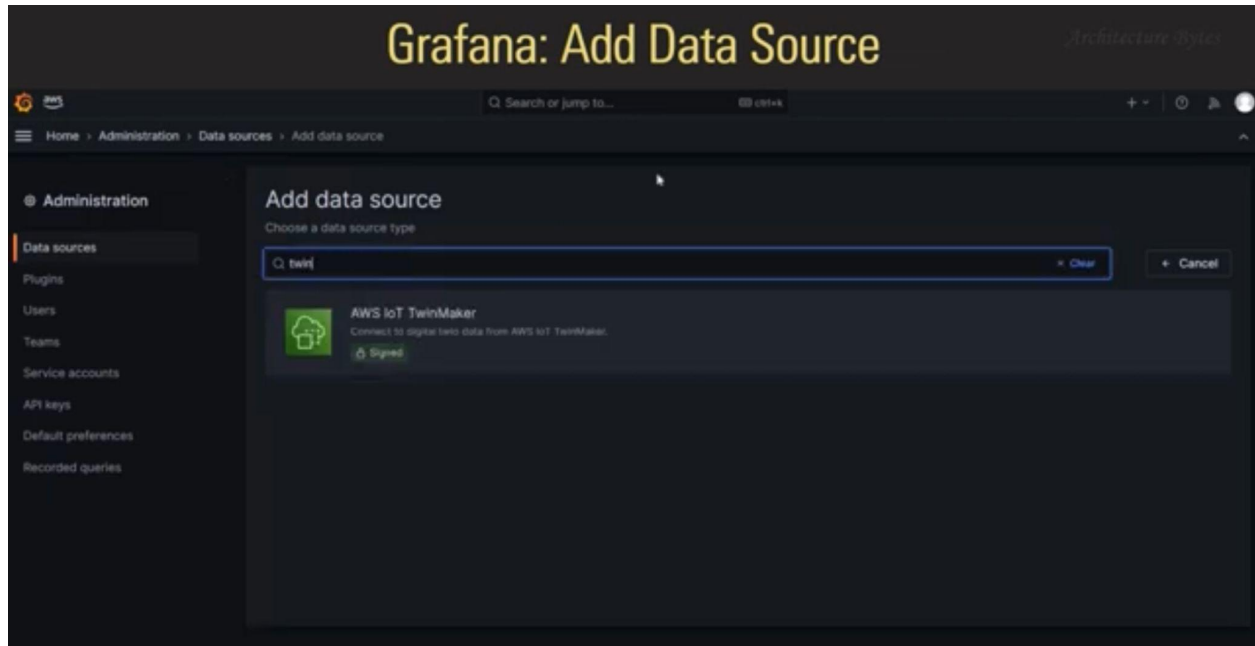 Grafana: Add Data Source
Architecture Bytes
aws
Search or jump to...
ctrl+k
Home › Administration › Data sources › Add data source
Administration
Data sources
Plugins
Users
Teams
Service accounts
API keys
Default preferences
Recorded queries
Add data source
Choose a data source type
twin
× Clear
← Cancel
AWS IoT TwinMaker
Connect to digital twin data from AWS IoT TwinMaker.
Signed